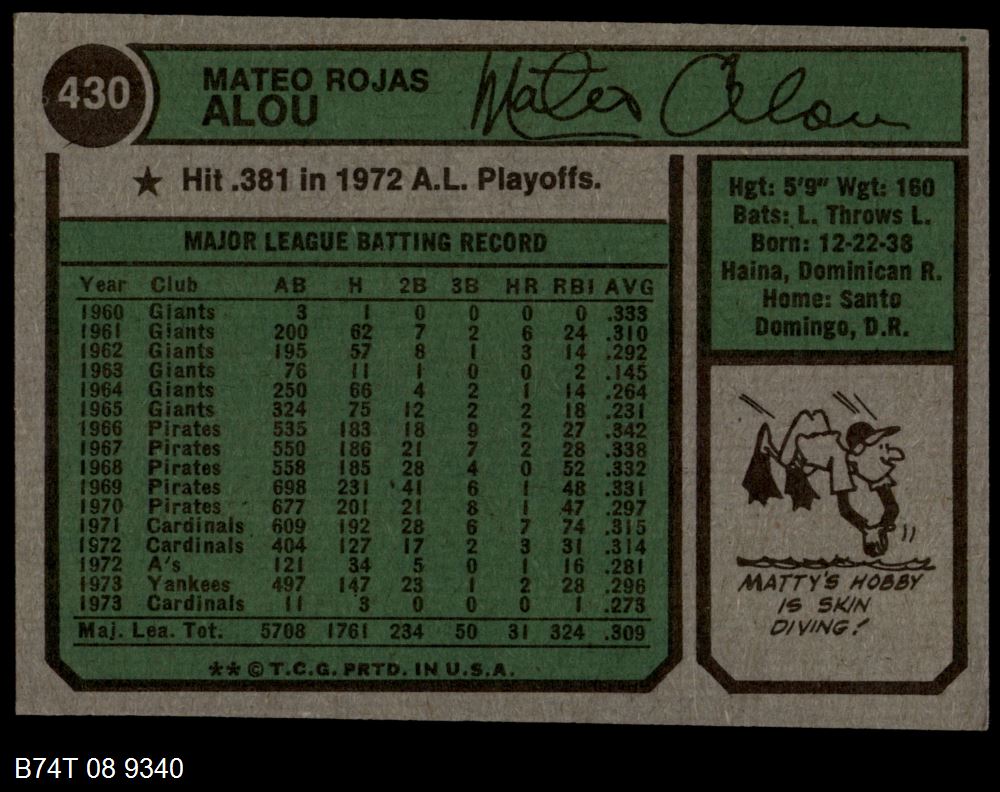 430
MATEO ROJAS
ALOU
Mateo Alou
★ Hit .381 in 1972 A.L. Playoffs.
MAJOR LEAGUE BATTING RECORD
Year Club AB H 2B 3B HR RBI AVG
1960 Giants 3 1 0 0 0 0 .333
1961 Giants 200 62 7 2 6 24 .310
1962 Giants 195 57 8 1 3 14 .292
1963 Giants 76 11 1 0 0 2 .145
1964 Giants 250 66 4 2 1 14 .264
1965 Giants 324 75 12 2 2 18 .231
1966 Pirates 535 183 18 9 2 27 .342
1967 Pirates 550 186 21 7 2 28 .338
1968 Pirates 558 185 28 4 0 52 .332
1969 Pirates 698 231 41 6 1 48 .331
1970 Pirates 677 201 21 8 1 47 .297
1971 Cardinals 609 192 28 6 7 74 .315
1972 Cardinals 404 127 17 2 3 31 .314
1972 A's 121 34 5 0 1 16 .281
1973 Yankees 497 147 23 1 2 28 .296
1973 Cardinals 11 3 0 0 0 1 .273
Maj. Lea. Tot. 5708 1761 234 50 31 324 .309
** © T.C.G. PRTD. IN U.S.A.
Hgt: 5'9" Wgt: 160
Bats: L. Throws L.
Born: 12-22-38
Haina, Dominican R.
Home: Santo
Domingo, D.R.
MATTY'S HOBBY
IS SKIN
DIVING!
B74T 08 9340